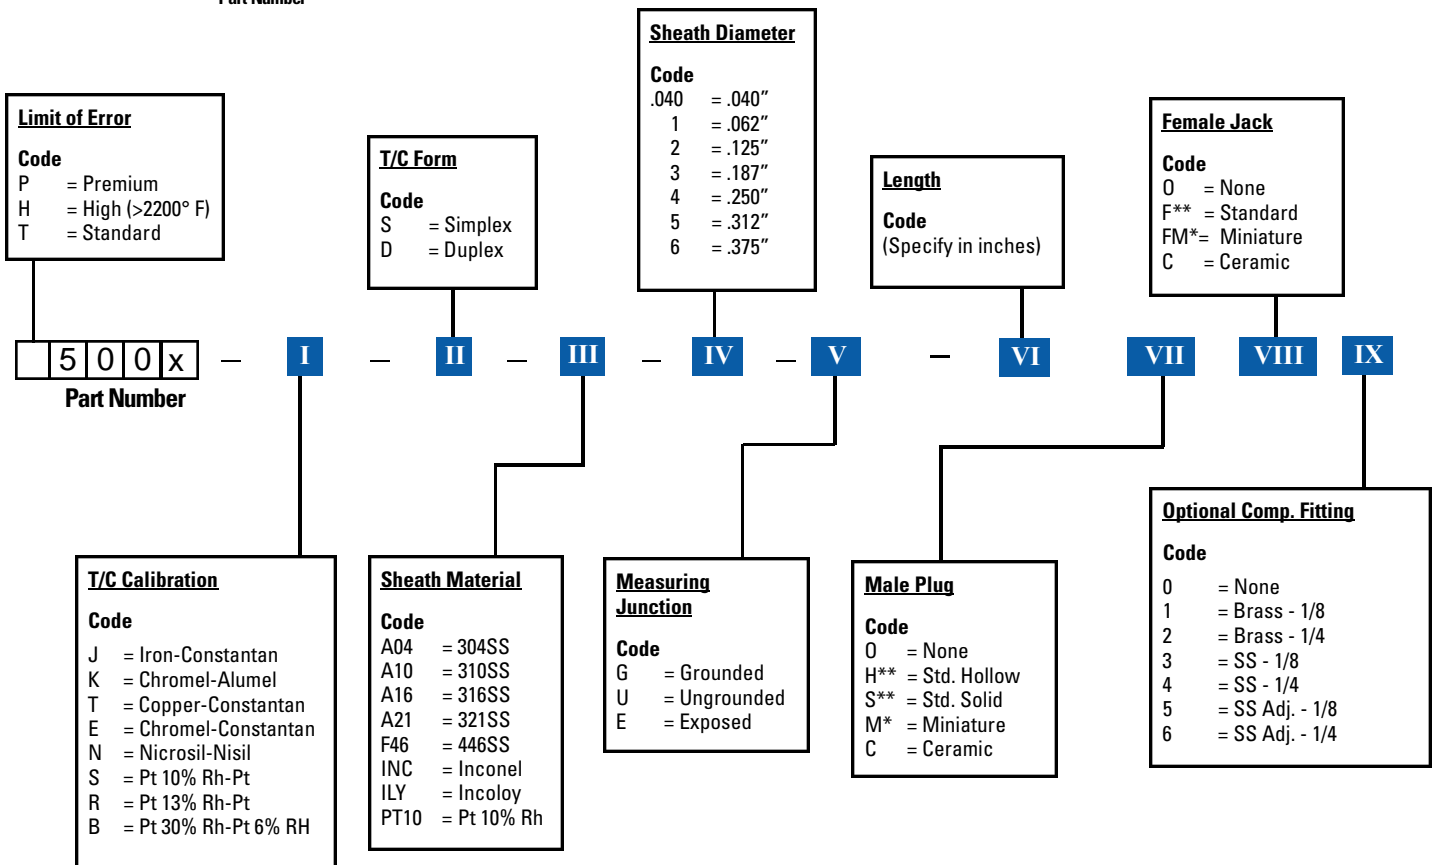 Part Number
Sheath Diameter
Code
.040 = .040″
1 = .062″
2 = .125″
3 = .187″
4 = .250″
5 = .312″
6 = .375″
Limit of Error
Code
P = Premium
H = High (>2200° F)
T = Standard
T/C Form
Code
S = Simplex
D = Duplex
Length
Code
(Specify in inches)
Female Jack
Code
O = None
F** = Standard
FM*= Miniature
C = Ceramic
500x – I – II – III – IV – V – VI VII VIII IX
Part Number
T/C Calibration
Code
J = Iron-Constantan
K = Chromel-Alumel
T = Copper-Constantan
E = Chromel-Constantan
N = Nicrosil-Nisil
S = Pt 10% Rh-Pt
R = Pt 13% Rh-Pt
B = Pt 30% Rh-Pt 6% RH
Sheath Material
Code
A04 = 304SS
A10 = 310SS
A16 = 316SS
A21 = 321SS
F46 = 446SS
INC = Inconel
ILY = Incoloy
PT10 = Pt 10% Rh
Measuring
Junction
Code
G = Grounded
U = Ungrounded
E = Exposed
Male Plug
Code
O = None
H** = Std. Hollow
S** = Std. Solid
M* = Miniature
C = Ceramic
Optional Comp. Fitting
Code
0 = None
1 = Brass - 1/8
2 = Brass - 1/4
3 = SS - 1/8
4 = SS - 1/4
5 = SS Adj. - 1/8
6 = SS Adj. - 1/4